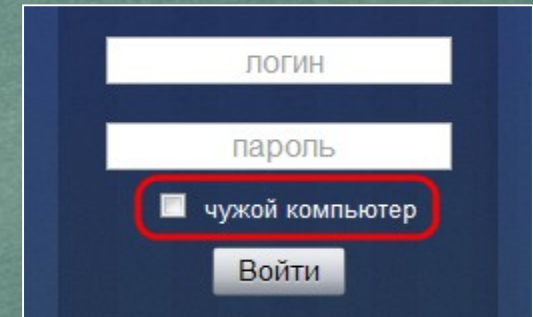 логин
пароль
чужой компьютер
Войти